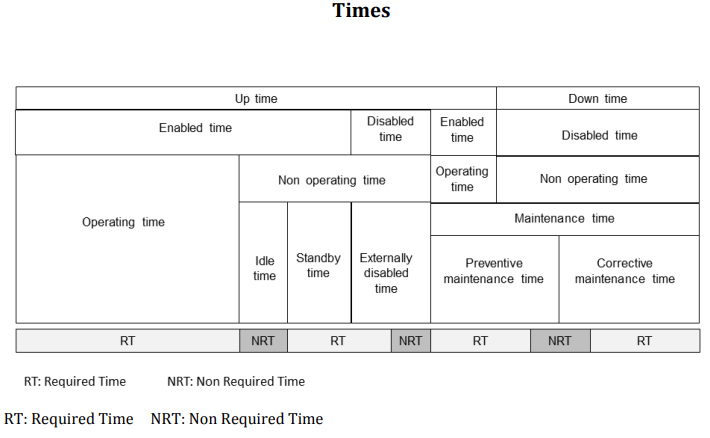 Times
Up time
Down time
Enabled time
Disabled
time
Enabled
time
Disabled time
Operating time
Non operating time
Operating
time
Non operating time
Idle
time
Standby
time
Externally
disabled
time
Maintenance time
Preventive
maintenance time
Corrective
maintenance time
RT
NRT
RT
NRT
RT
NRT
RT
RT: Required Time NRT: Non Required Time
RT: Required Time NRT: Non Required Time